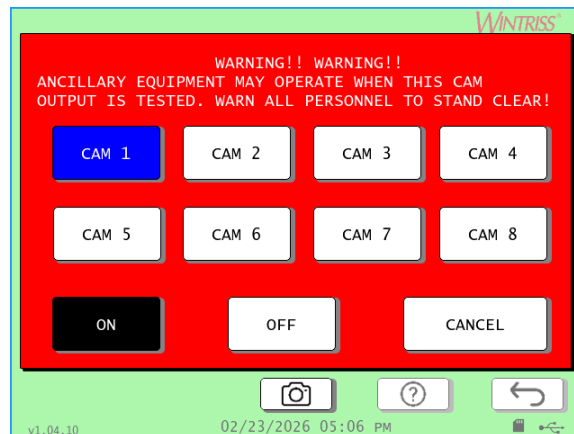 WINTRISS®
WARNING!! WARNING!!
ANCILLARY EQUIPMENT MAY OPERATE WHEN THIS CAM
OUTPUT IS TESTED. WARN ALL PERSONNEL TO STAND CLEAR!
CAM 1 CAM 2 CAM 3 CAM 4
CAM 5 CAM 6 CAM 7 CAM 8
ON OFF CANCEL
?
v1.04.10 02/23/2026 05:06 PM